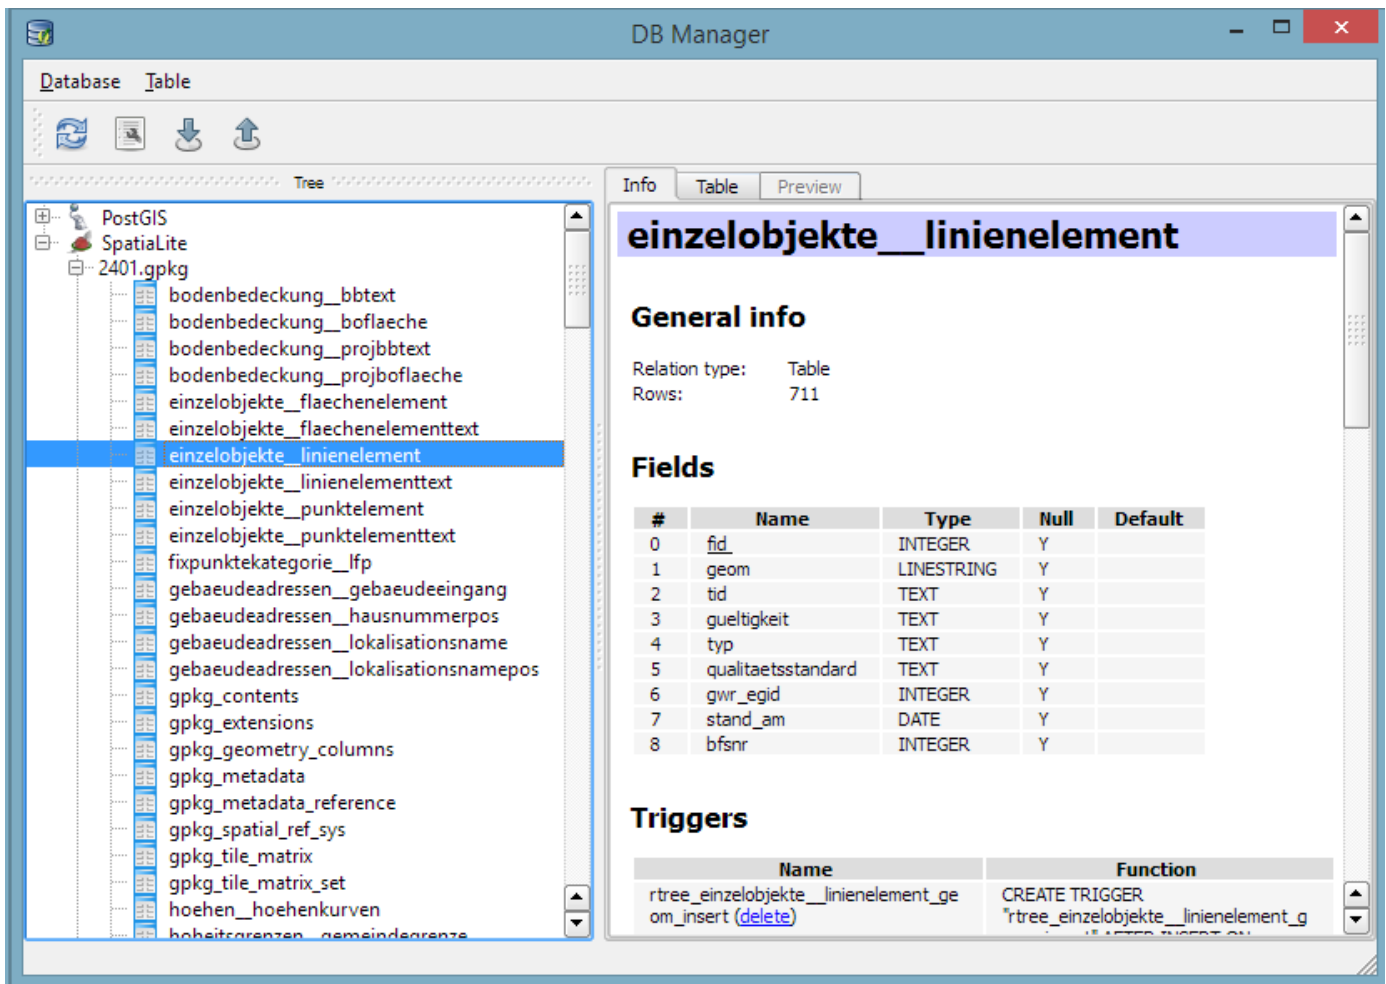 DB Manager
Database Table
Tree
PostGIS
SpatiaLite
2401.gpkg
bodenbedeckung__bbtext
bodenbedeckung__boflaeche
bodenbedeckung__projbbtext
bodenbedeckung__projboflaeche
einzelobjekte__flaechenelement
einzelobjekte__flaechenelementtext
einzelobjekte__linienelement
einzelobjekte__linienelementtext
einzelobjekte__punktelement
einzelobjekte__punktelementtext
fixpunktekategorie__lfp
gebaeudeadressen__gebaeudeeingang
gebaeudeadressen__hausnummerpos
gebaeudeadressen__lokalisationsname
gebaeudeadressen__lokalisationsnamepos
gpkg_contents
gpkg_extensions
gpkg_geometry_columns
gpkg_metadata
gpkg_metadata_reference
gpkg_spatial_ref_sys
gpkg_tile_matrix
gpkg_tile_matrix_set
hoehen__hoehenkurven
hoheitsgrenzen__gemeindegrenze
Info Table Preview
einzelobjekte__linienelement
General info
Relation type: Table
Rows: 711
Fields
# Name Type Null Default
0 fid INTEGER Y
1 geom LINESTRING Y
2 tid TEXT Y
3 gueltigkeit TEXT Y
4 typ TEXT Y
5 qualitaetsstandard TEXT Y
6 gwr_egid INTEGER Y
7 stand_am DATE Y
8 bfsnr INTEGER Y
Triggers
Name Function
rtree_einzelobjekte__linienelement_ge CREATE TRIGGER
om_insert (delete) "rtree_einzelobjekte__linienelement_g
AFTER INSERT ON